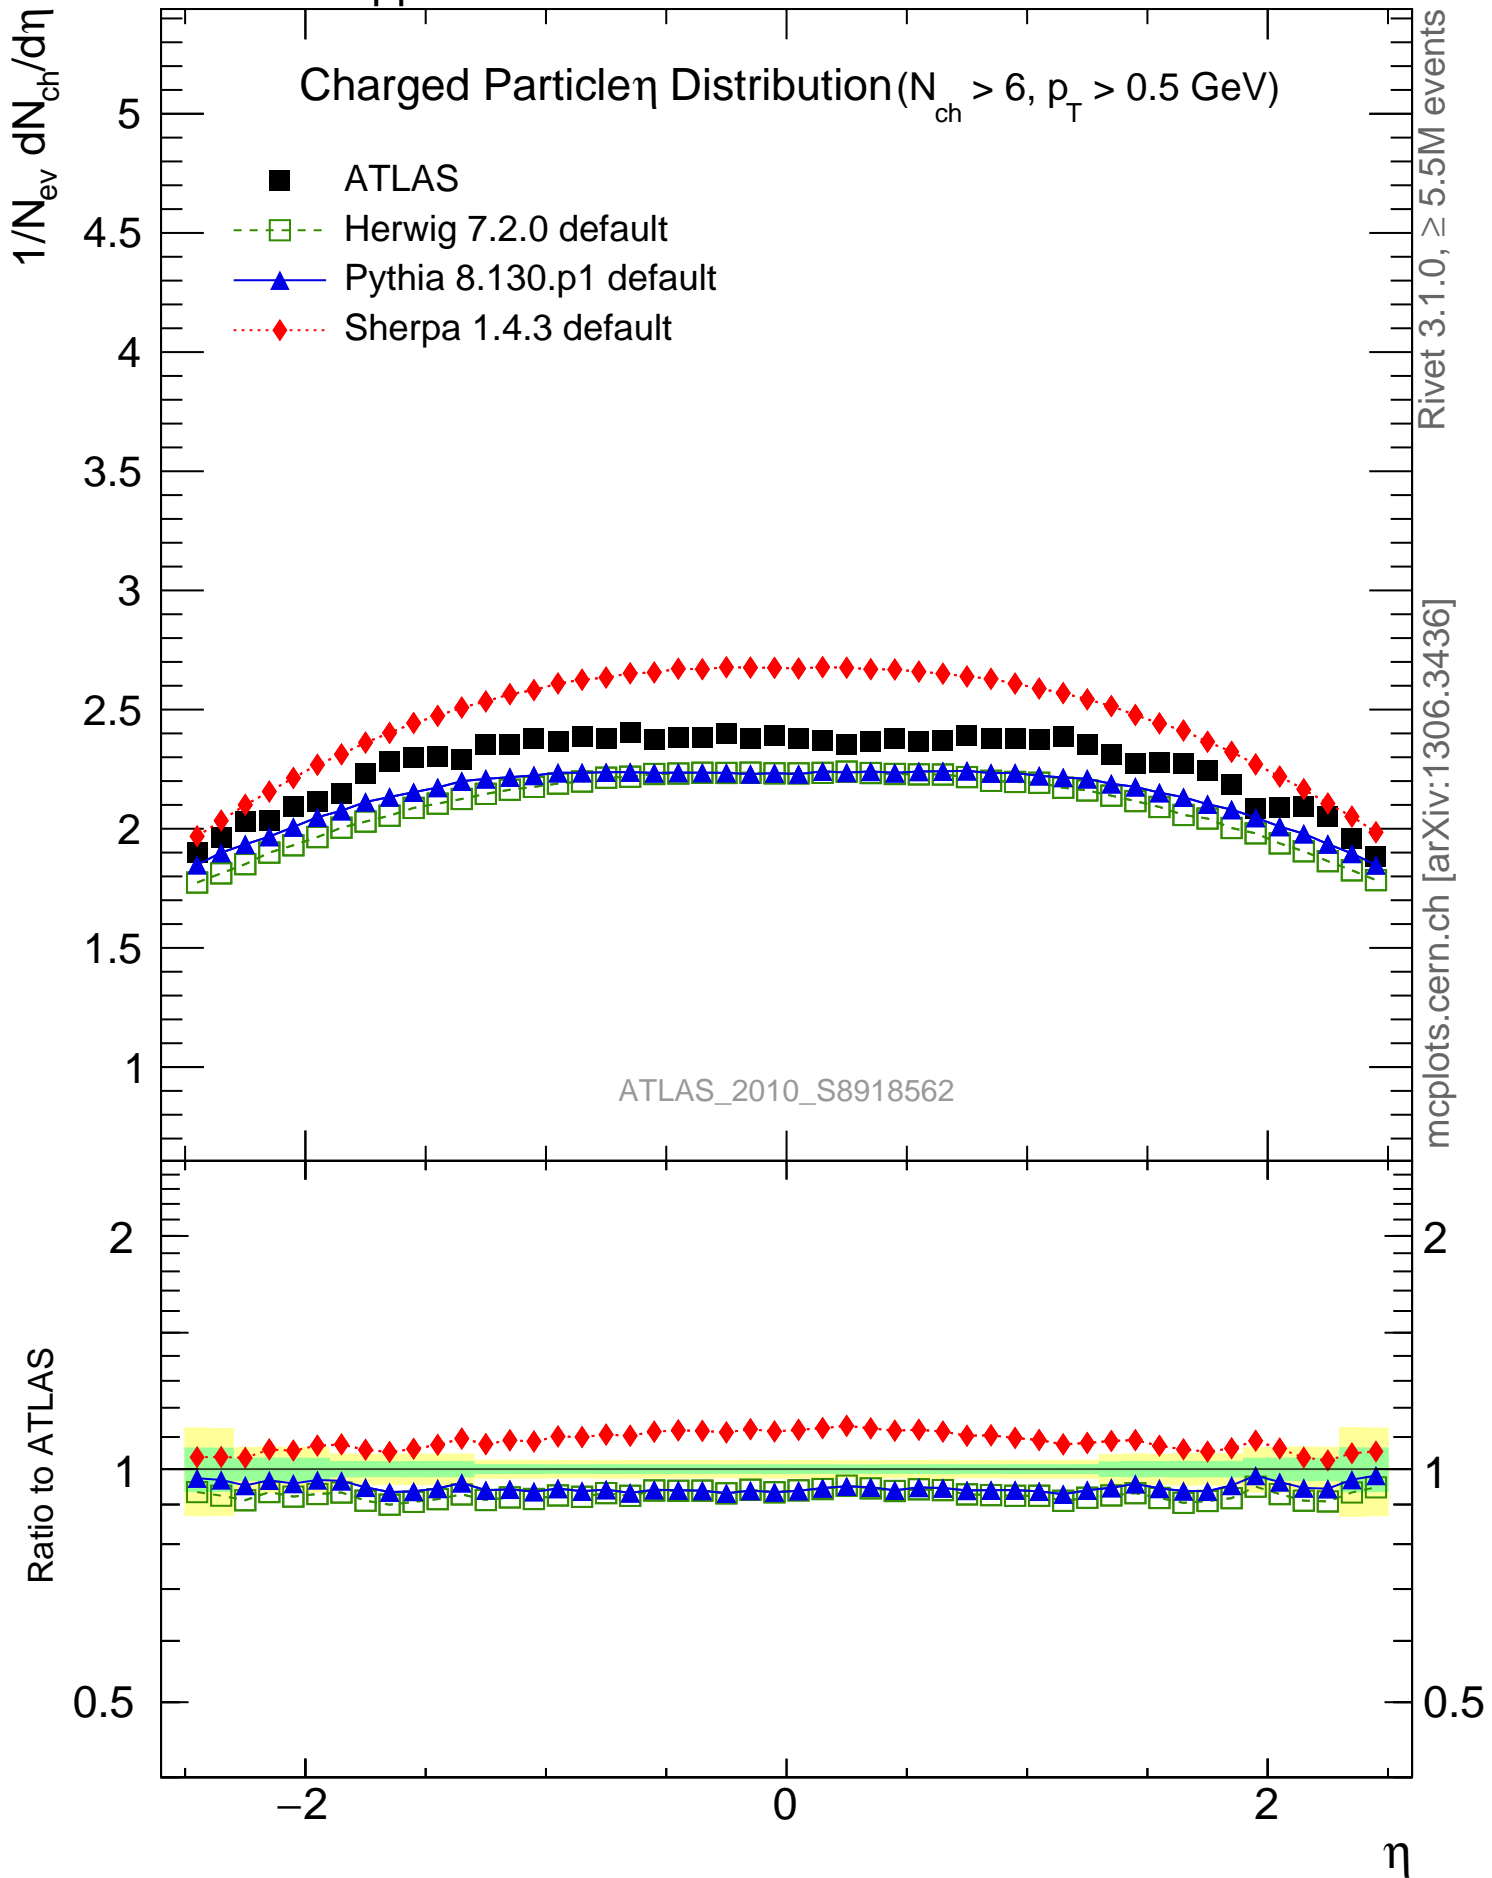 1/N_ev dN_ch/dη
Charged Particleη Distribution(N_ch > 6, p_T > 0.5 GeV)
ATLAS
Herwig 7.2.0 default
Pythia 8.130.p1 default
Sherpa 1.4.3 default
5
4.5
4
3.5
3
2.5
2
1.5
1
ATLAS_2010_S8918562
Rivet 3.1.0, ≥ 5.5M events
mcplots.cern.ch [arXiv:1306.3436]
Ratio to ATLAS
2
1
0.5
2
1
0.5
−2
0
2
η